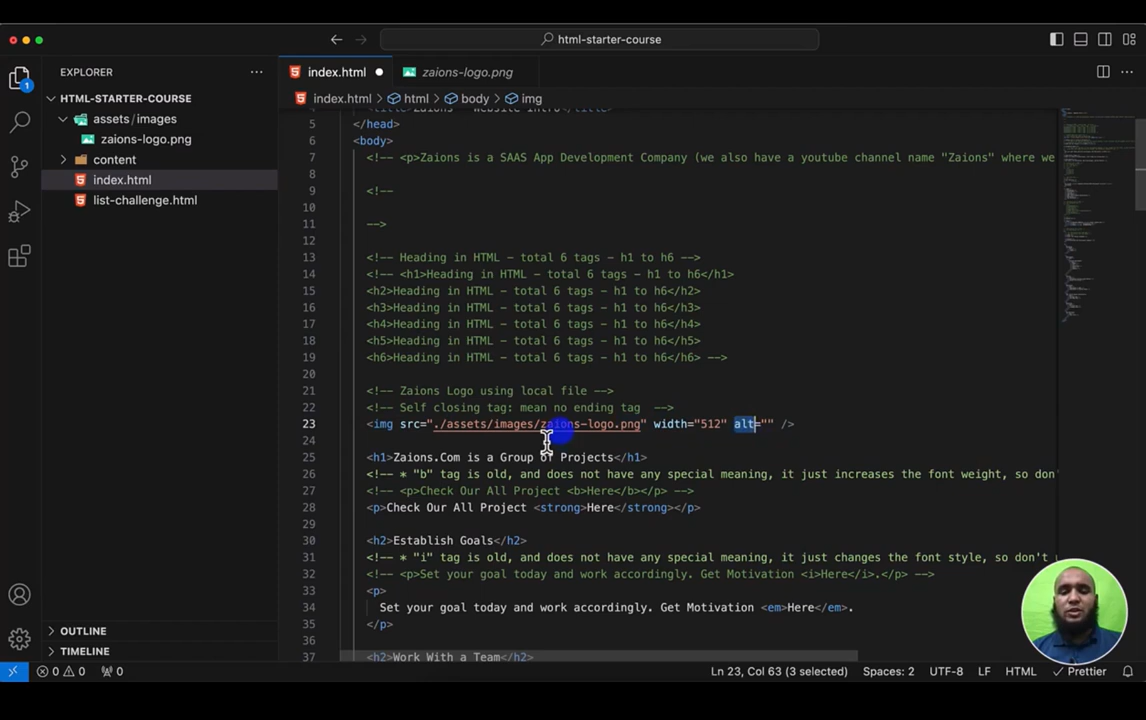 html-starter-course
EXPLORER
index.html
zaions-logo.png
HTML-STARTER-COURSE
assets/images
zaions-logo.png
content
index.html
list-challenge.html
index.html > html > body > img
5 </head>
6 <body>
7 <!-- <p>Zaions is a SAAS App Development Company (we also have a youtube channel name "Zaions" where we
8
9 <!--
10
11 -->
12
13 <!-- Heading in HTML - total 6 tags - h1 to h6 -->
14 <!-- <h1>Heading in HTML - total 6 tags - h1 to h6</h1>
15 <h2>Heading in HTML - total 6 tags - h1 to h6</h2>
16 <h3>Heading in HTML - total 6 tags - h1 to h6</h3>
17 <h4>Heading in HTML - total 6 tags - h1 to h6</h4>
18 <h5>Heading in HTML - total 6 tags - h1 to h6</h5>
19 <h6>Heading in HTML - total 6 tags - h1 to h6</h6> -->
20
21 <!-- Zaions Logo using local file -->
22 <!-- Self closing tag: mean no ending tag -->
23 <img src="./assets/images/zaions-logo.png" width="512" alt="" />
24
25 <h1>Zaions.Com is a Group of Projects</h1>
26 <!-- * "b" tag is old, and does not have any special meaning, it just increases the font weight, so don'
27 <!-- <p>Check Our All Project <b>Here</b></p> -->
28 <p>Check Our All Project <strong>Here</strong></p>
29
30 <h2>Establish Goals</h2>
31 <!-- * "i" tag is old, and does not have any special meaning, it just changes the font style, so don't
32 <!-- <p>Set your goal today and work accordingly. Get Motivation <i>Here</i>.</p> -->
33 <p>
34 Set your goal today and work accordingly. Get Motivation <em>Here</em>.
35 </p>
36
37 <h2>Work With a Team</h2>
OUTLINE
TIMELINE
1
0 0 0
Ln 23, Col 63 (3 selected)
Spaces: 2
UTF-8
LF
HTML
Prettier